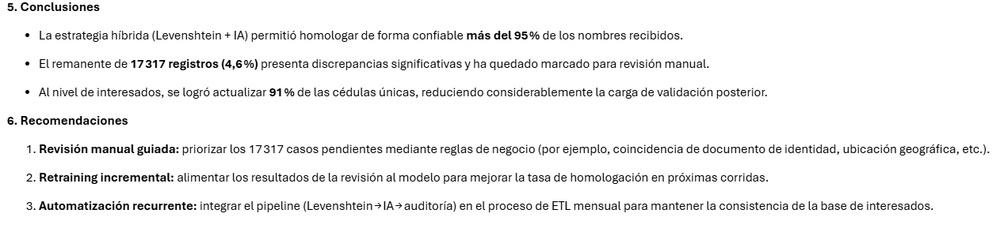 5. Conclusiones
• La estrategia híbrida (Levenshtein + IA) permitió homologar de forma confiable más del 95 % de los nombres recibidos.
• El remanente de 17 317 registros (4,6 %) presenta discrepancias significativas y ha quedado marcado para revisión manual.
• Al nivel de interesados, se logró actualizar 91 % de las cédulas únicas, reduciendo considerablemente la carga de validación posterior.
6. Recomendaciones
1. Revisión manual guiada: priorizar los 17 317 casos pendientes mediante reglas de negocio (por ejemplo, coincidencia de documento de identidad, ubicación geográfica, etc.).
2. Retraining incremental: alimentar los resultados de la revisión al modelo para mejorar la tasa de homologación en próximas corridas.
3. Automatización recurrente: integrar el pipeline (Levenshtein → IA → auditoría) en el proceso de ETL mensual para mantener la consistencia de la base de interesados.